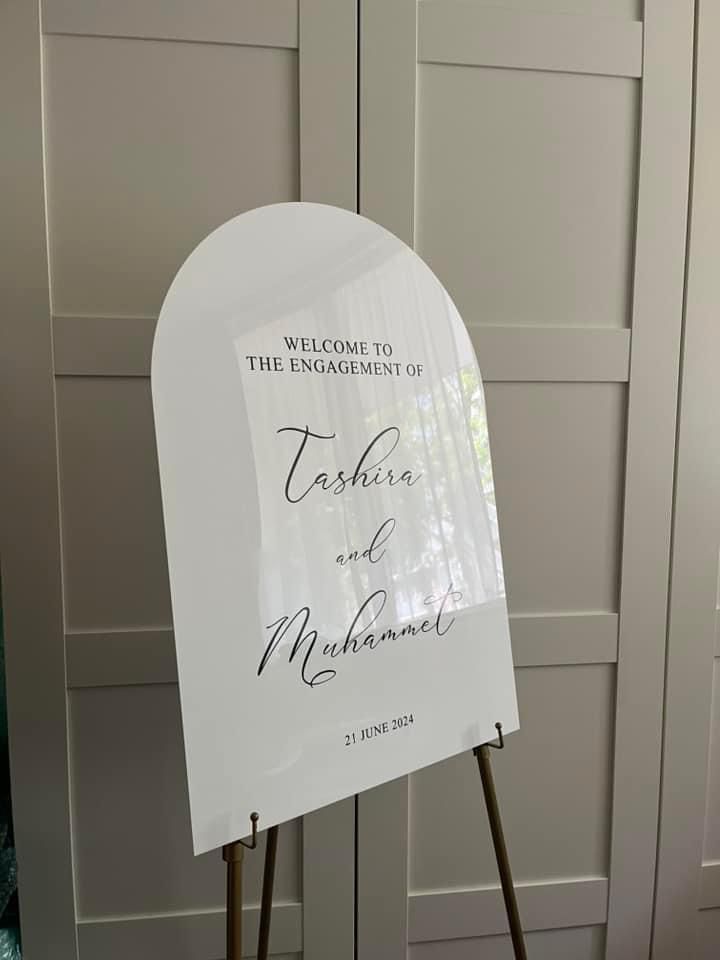 WELCOME TO
THE ENGAGEMENT OF
Tashira
and
Muhammet
21 JUNE 2024